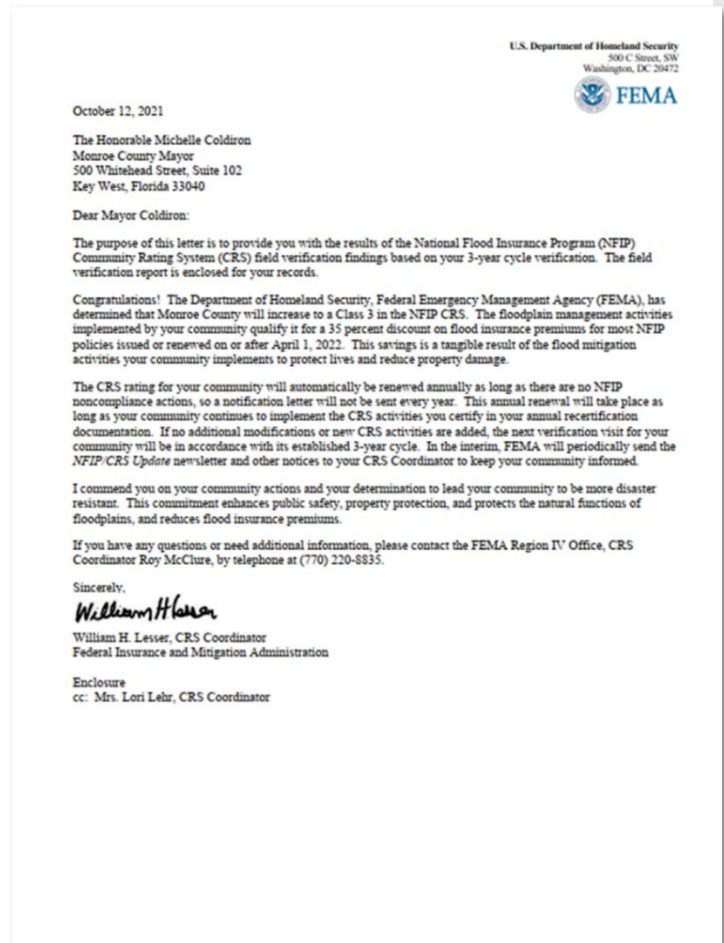 U.S. Department of Homeland Security
500 C Street, SW
Washington, DC 20472
FEMA
October 12, 2021
The Honorable Michelle Coldiron
Monroe County Mayor
500 Whitehead Street, Suite 102
Key West, Florida 33040
Dear Mayor Coldiron:
The purpose of this letter is to provide you with the results of the National Flood Insurance Program (NFIP)
Community Rating System (CRS) field verification findings based on your 3-year cycle verification. The field
verification report is enclosed for your records.
Congratulations! The Department of Homeland Security, Federal Emergency Management Agency (FEMA), has
determined that Monroe County will increase to a Class 3 in the NFIP CRS. The floodplain management activities
implemented by your community qualify it for a 35 percent discount on flood insurance premiums for most NFIP
policies issued or renewed on or after April 1, 2022. This savings is a tangible result of the flood mitigation
activities your community implements to protect lives and reduce property damage.
The CRS rating for your community will automatically be renewed annually as long as there are no NFIP
noncompliance actions, so a notification letter will not be sent every year. This annual renewal will take place as
long as your community continues to implement the CRS activities you certify in your annual recertification
documentation. If no additional modifications or new CRS activities are added, the next verification visit for your
community will be in accordance with its established 3-year cycle. In the interim, FEMA will periodically send the
NFIP/CRS Update newsletter and other notices to your CRS Coordinator to keep your community informed.
I commend you on your community actions and your determination to lead your community to be more disaster
resistant. This commitment enhances public safety, property protection, and protects the natural functions of
floodplains, and reduces flood insurance premiums.
If you have any questions or need additional information, please contact the FEMA Region IV Office, CRS
Coordinator Roy McClure, by telephone at (770) 220-8835.
Sincerely,
William H Lesser
William H. Lesser, CRS Coordinator
Federal Insurance and Mitigation Administration
Enclosure
cc: Mrs. Lori Lehr, CRS Coordinator